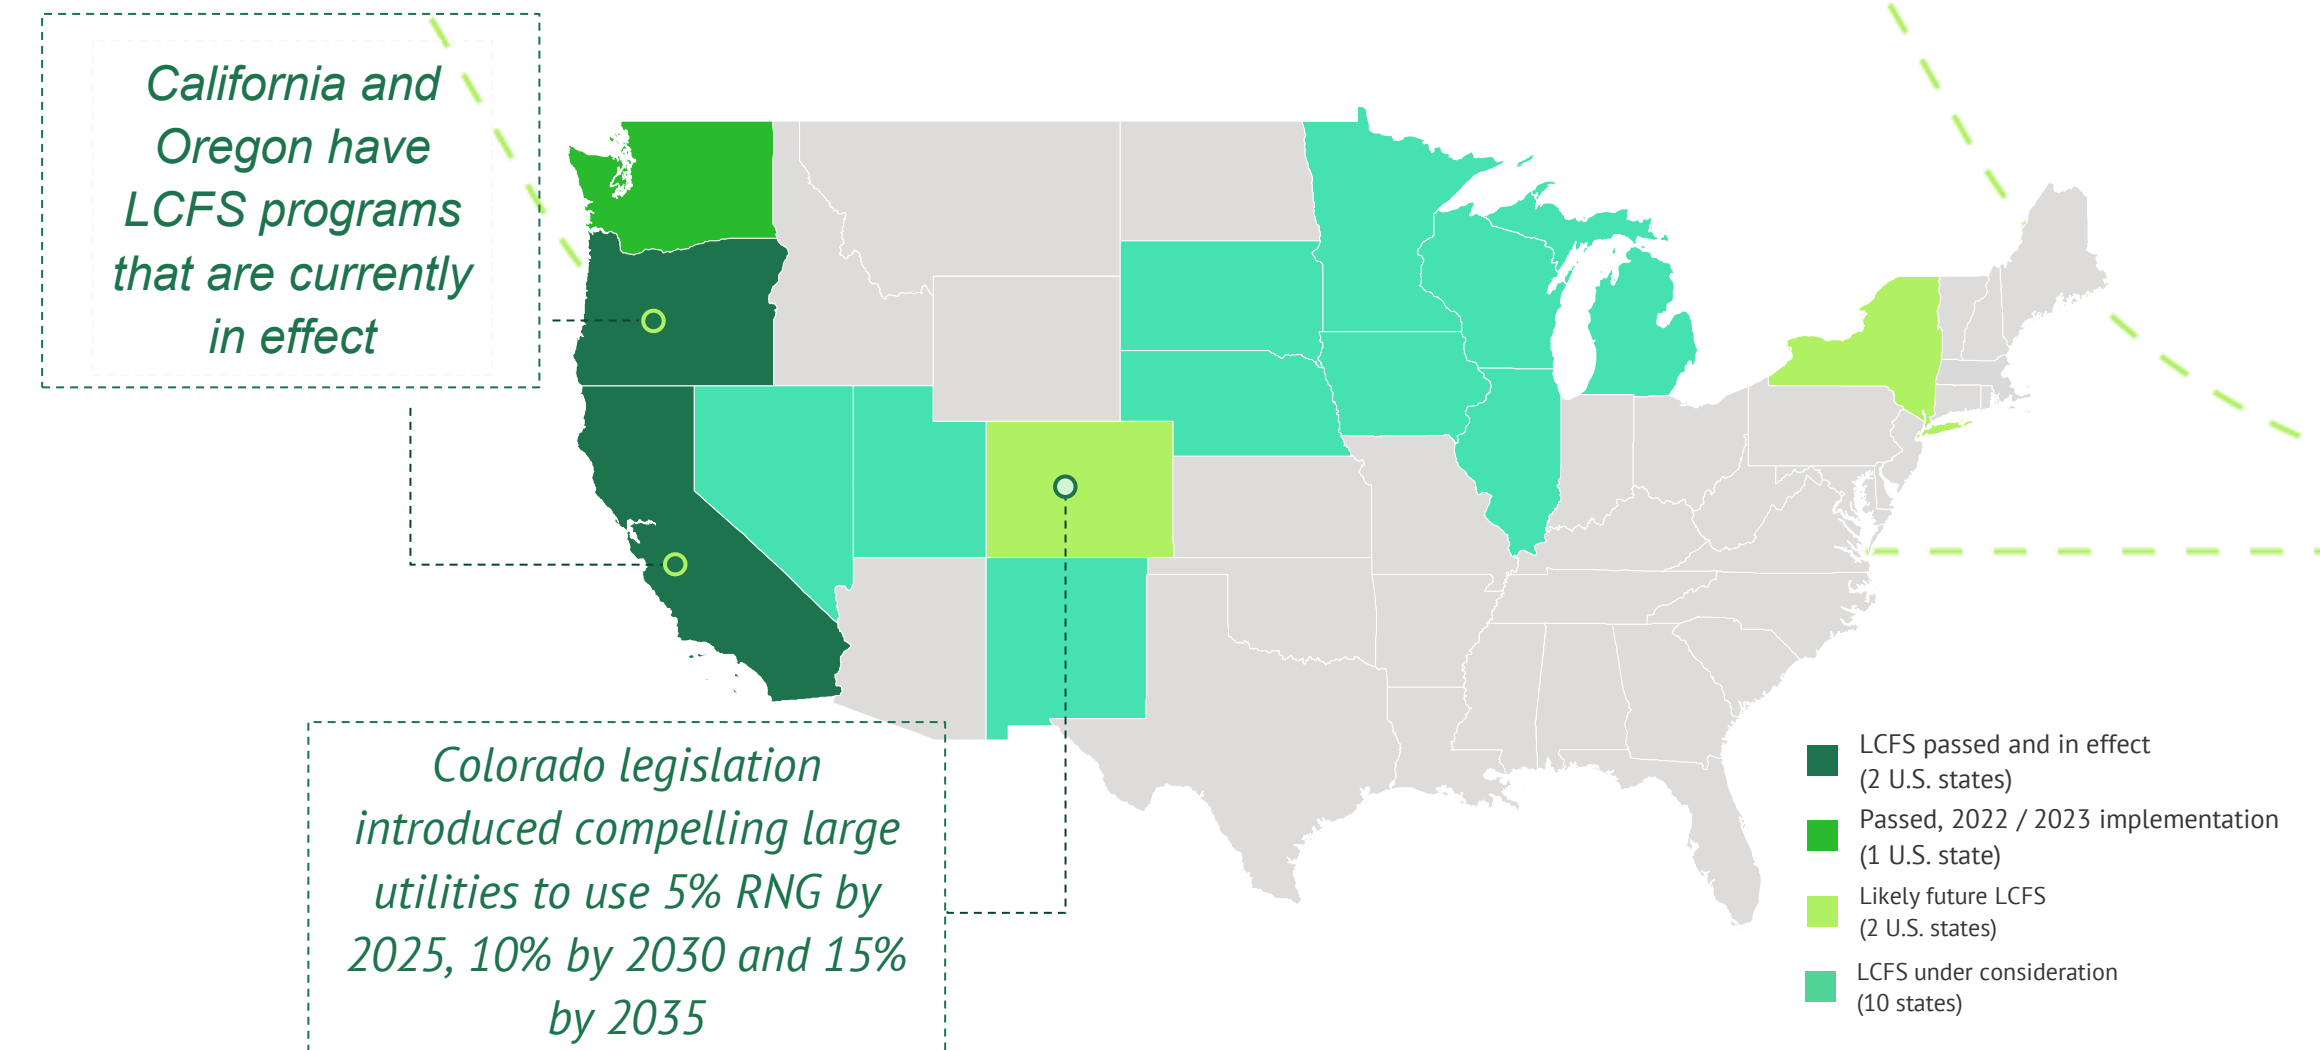 California and
Oregon have
LCFS programs
that are currently
in effect
Colorado legislation
introduced compelling large
utilities to use 5% RNG by
2025, 10% by 2030 and 15%
by 2035
LCFS passed and in effect
(2 U.S. states)
Passed, 2022 / 2023 implementation
(1 U.S. state)
Likely future LCFS
(2 U.S. states)
LCFS under consideration
(10 states)